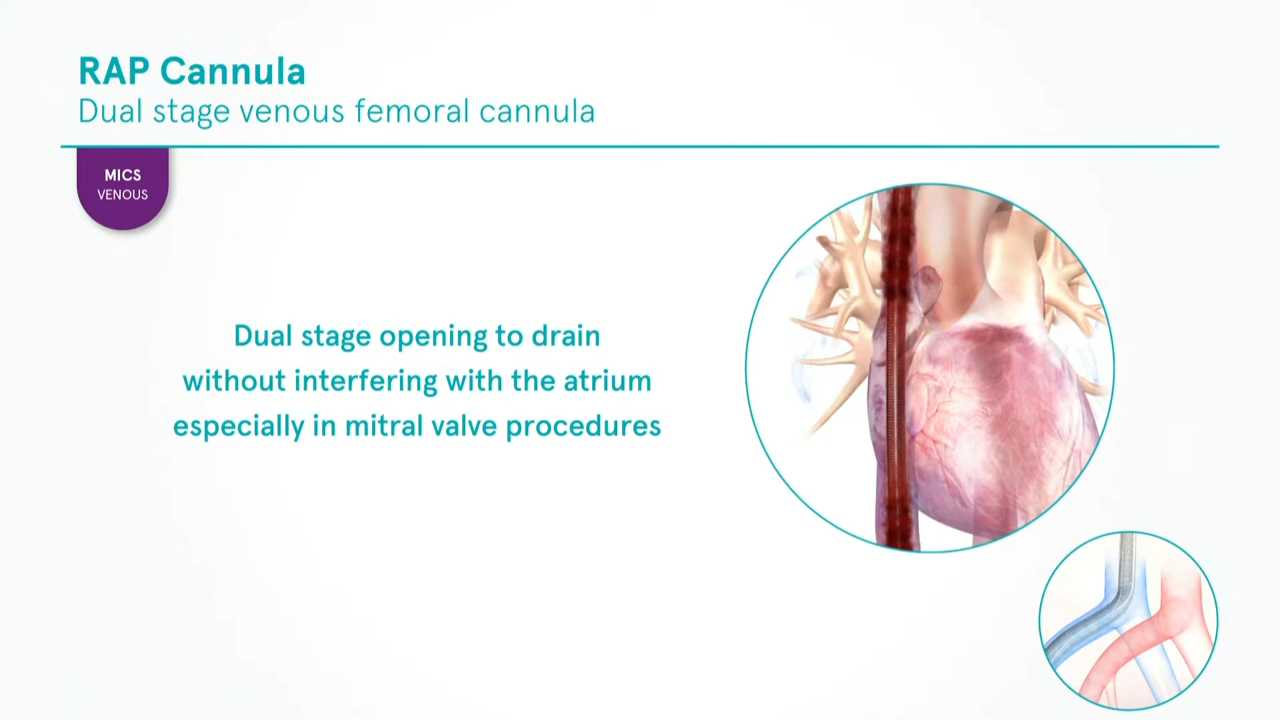 RAP Cannula
Dual stage venous femoral cannula
MICS
VENOUS
Dual stage opening to drain
without interfering with the atrium
especially in mitral valve procedures